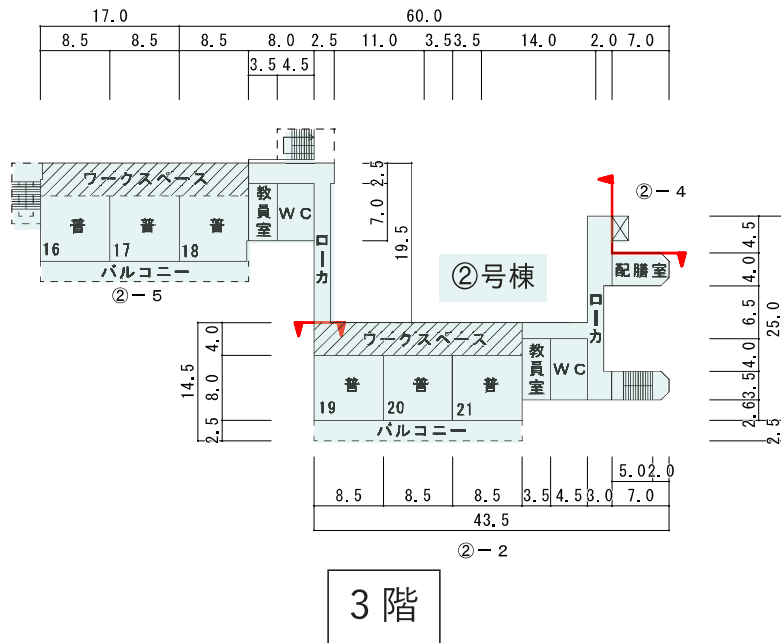 17.0 60.0
8.5 8.5 8.5 8.0 2.5 11.0 3.5 3.5 14.0 2.0 7.0
3.5 4.5
ワークスペース
普 普 普
16 17 18
教員室
WC
バルコニー
②-5
ローカ
2.5
7.0
19.5
②号棟
②-4
配膳室
ローカ
4.5
4.0
6.5
4.0
3.5
3.5
2.6
2.5
25.0
4.0
8.0
2.5
14.5
ワークスペース
普 普 普
19 20 21
教員室
WC
バルコニー
5.0 2.0
8.5 8.5 8.5 3.5 4.5 3.0 7.0
43.5
②-2
3階